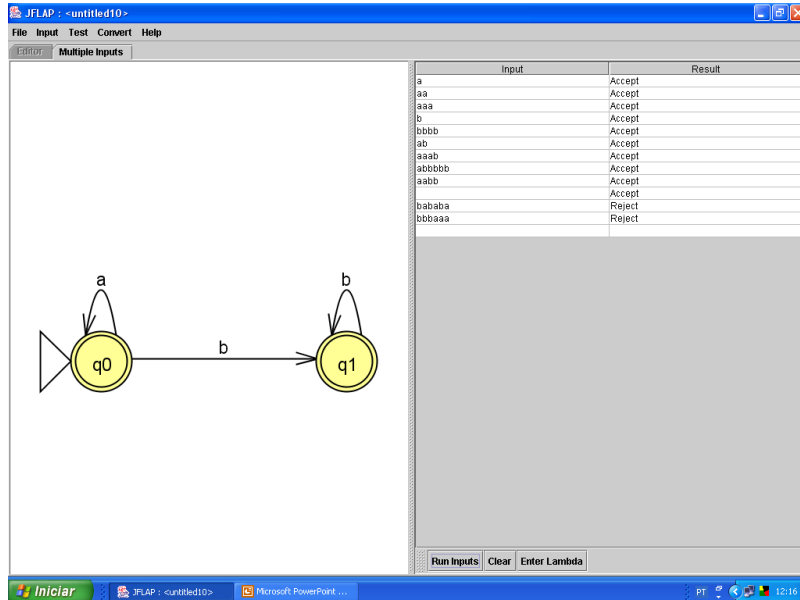 JFLAP : <untitled10>
File Input Test Convert Help
Editor Multiple Inputs
Input Result
a Accept
aa Accept
aaa Accept
b Accept
bbbb Accept
ab Accept
aaab Accept
abbbbb Accept
aabb Accept
Accept
bababa Reject
bbbaaa Reject
a b
q0 b q1
Run Inputs Clear Enter Lambda
Iniciar JFLAP : <untitled10> Microsoft PowerPoint ... PT 12:16